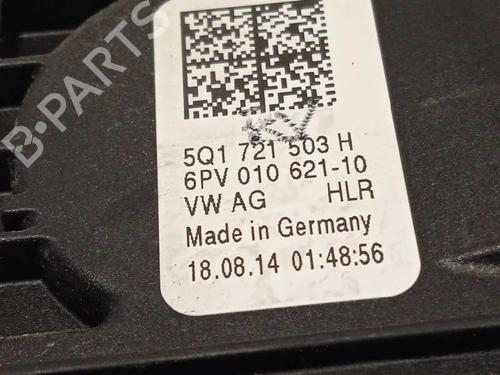 B-PARTS
5Q1 721 503 H
6PV 010 621-10
VW AG HLR
Made in Germany
18.08.14 01:48:56